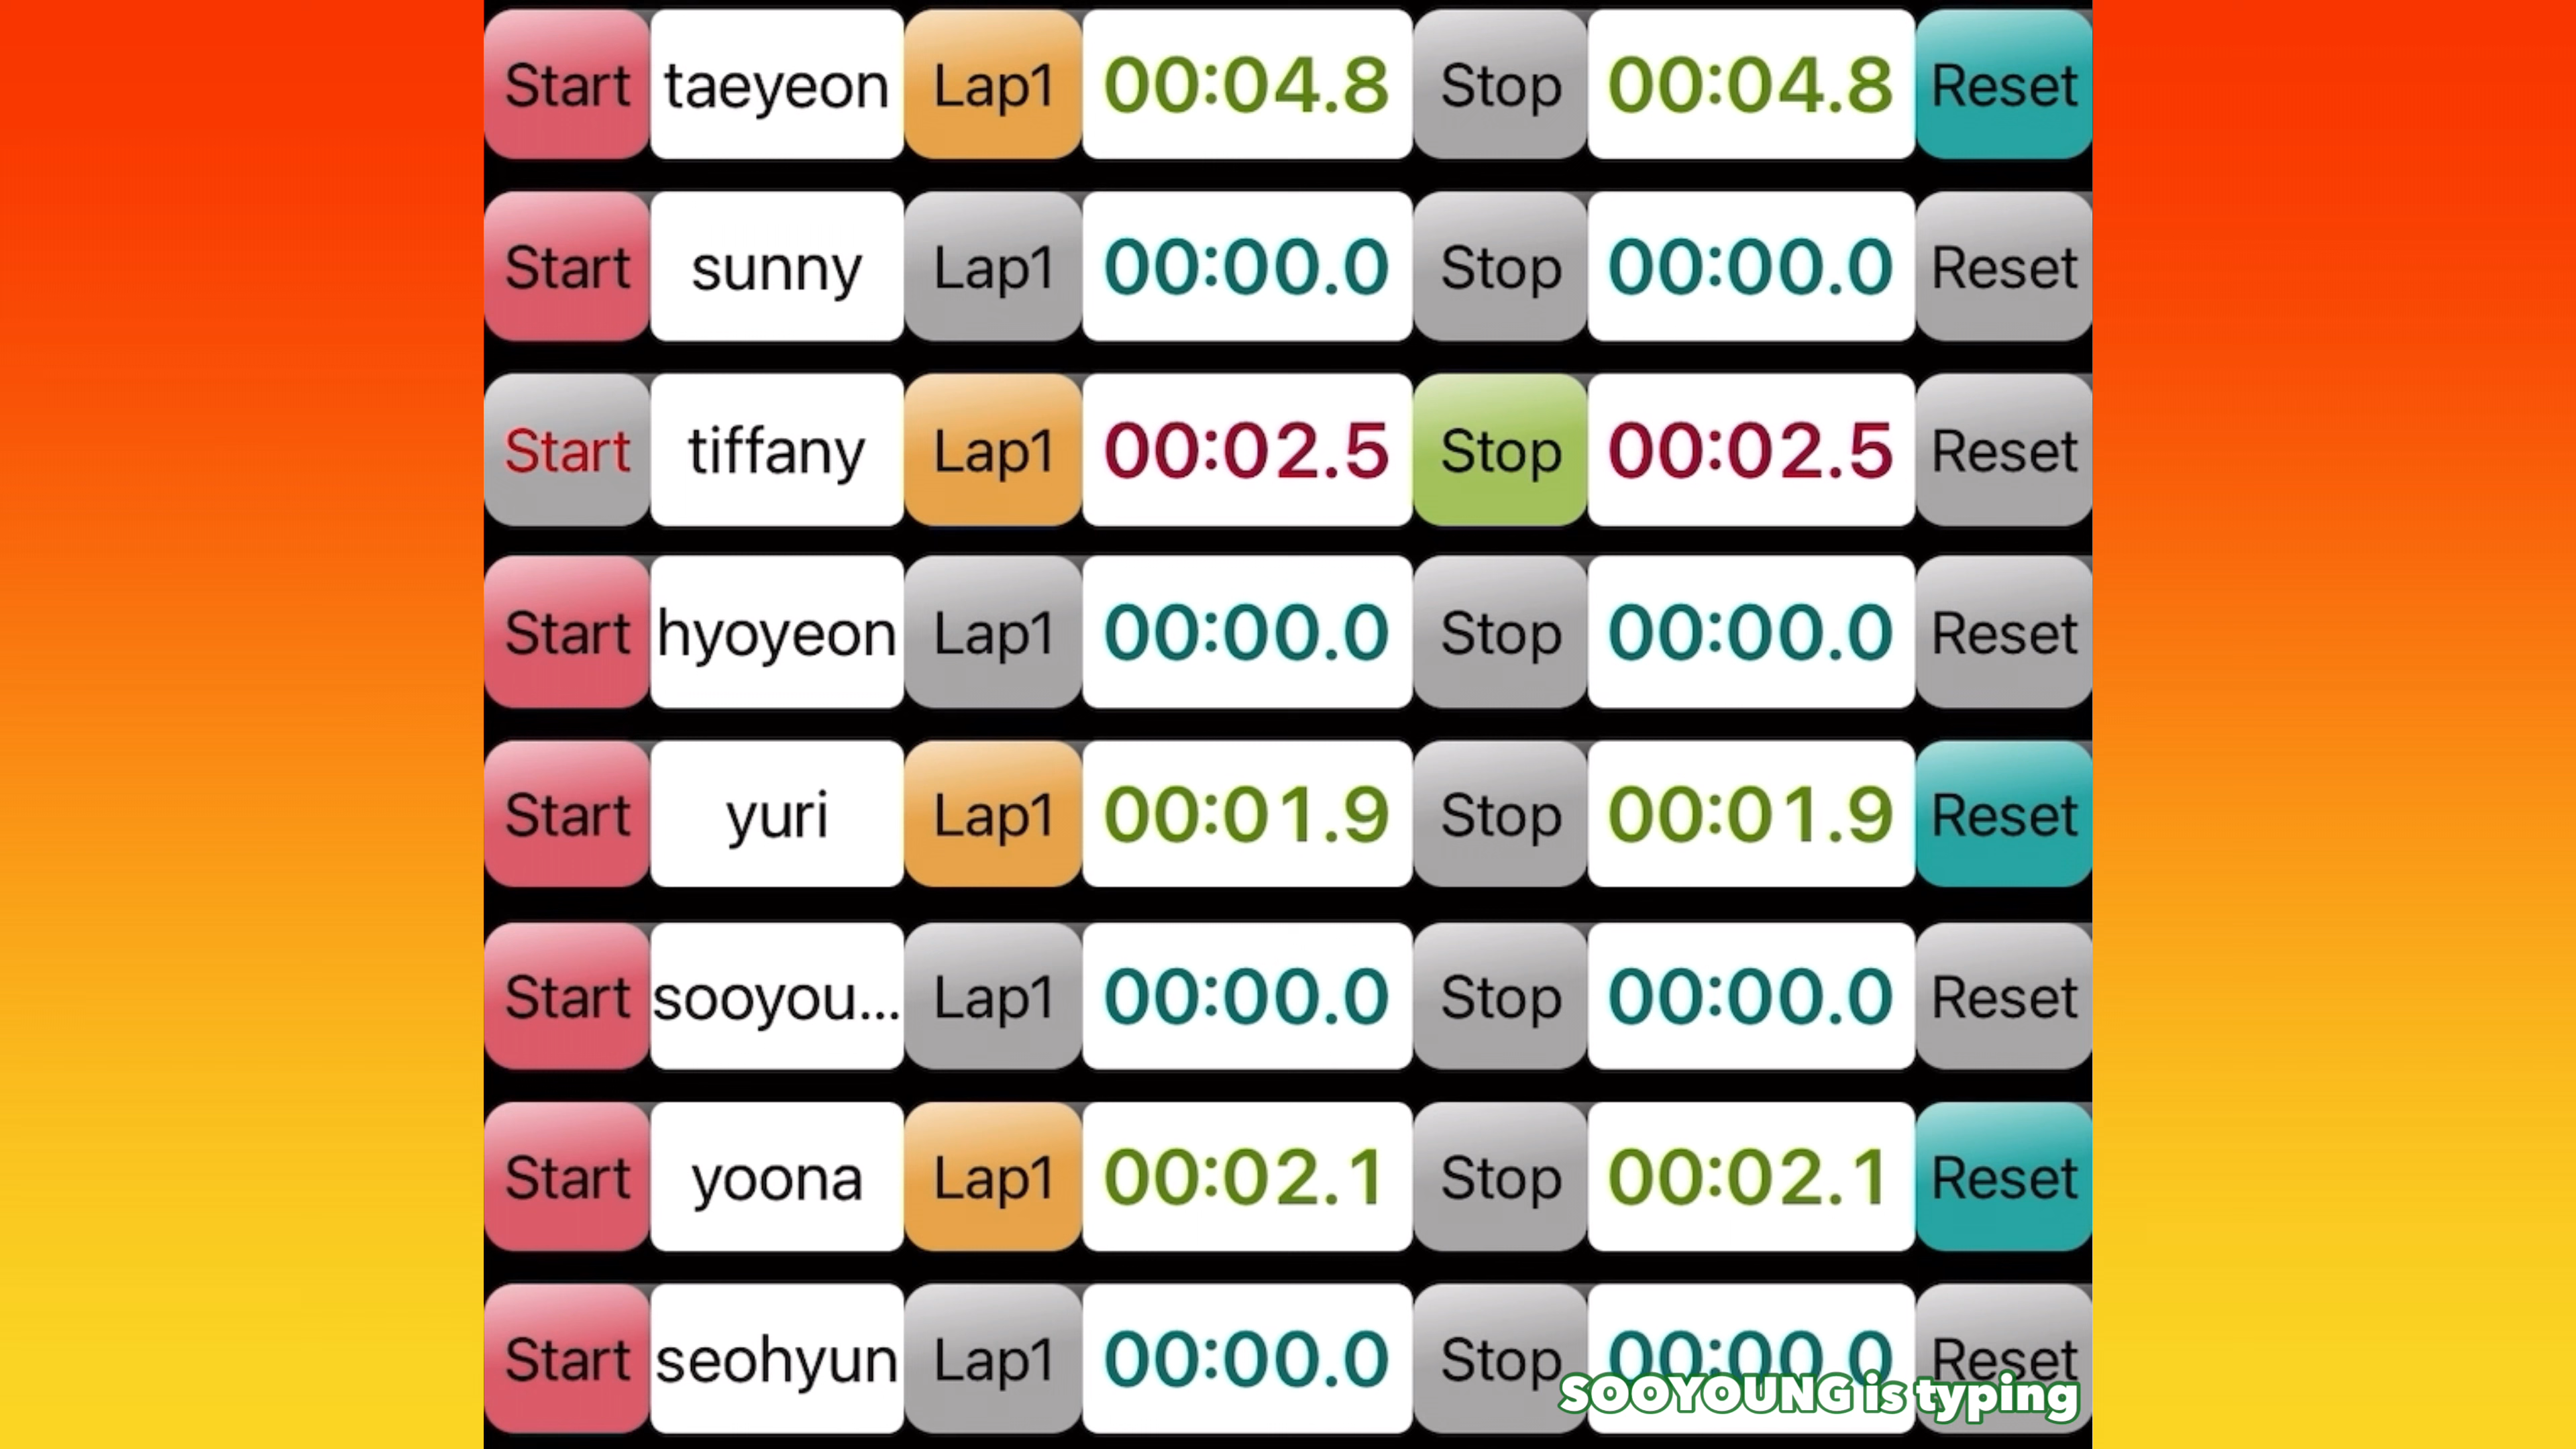 Start taeyeon Lap1 00:04.8 Stop 00:04.8 Reset
Start sunny Lap1 00:00.0 Stop 00:00.0 Reset
Start tiffany Lap1 00:02.5 Stop 00:02.5 Reset
Start hyoyeon Lap1 00:00.0 Stop 00:00.0 Reset
Start yuri Lap1 00:01.9 Stop 00:01.9 Reset
Start sooyou... Lap1 00:00.0 Stop 00:00.0 Reset
Start yoona Lap1 00:02.1 Stop 00:02.1 Reset
Start seohyun Lap1 00:00.0 Stop 00:00.0 Reset
SOOYOUNG is typing